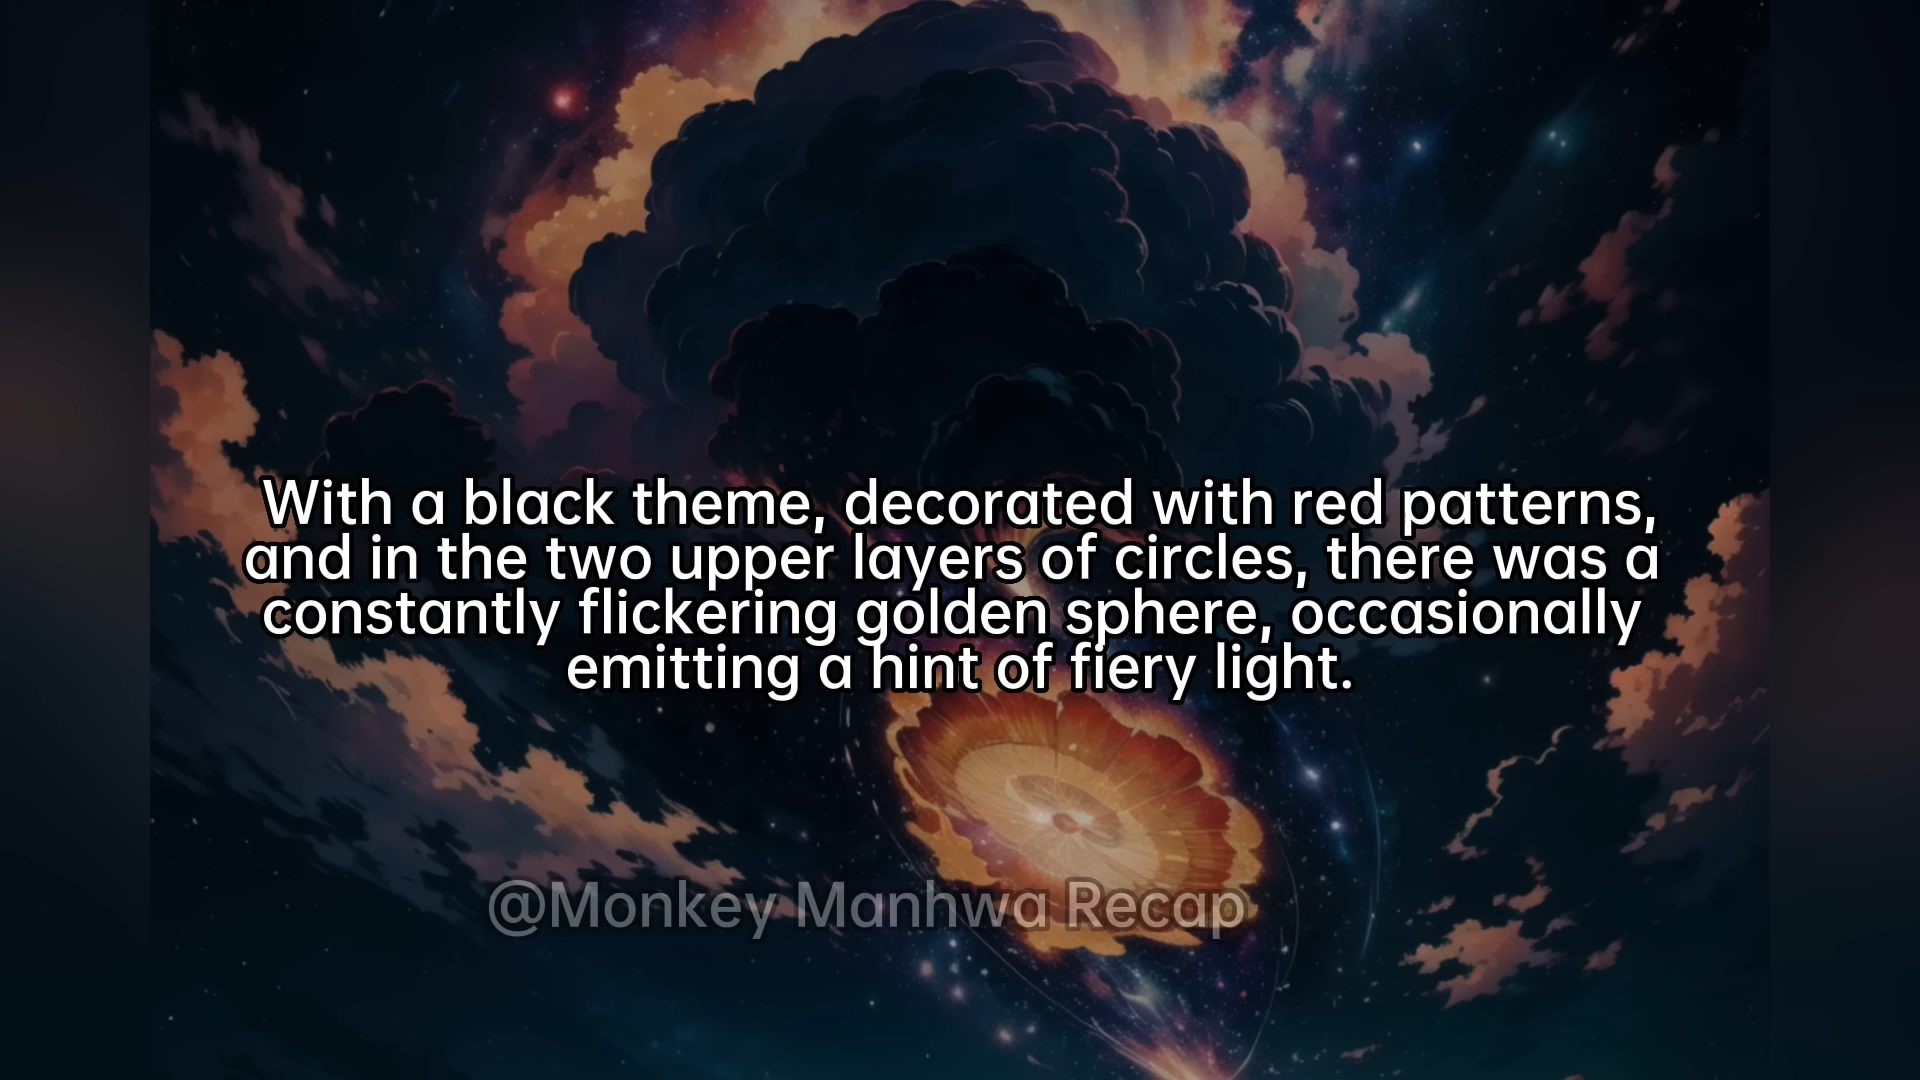 With a black theme, decorated with red patterns,
and in the two upper layers of circles, there was a
constantly flickering golden sphere, occasionally
emitting a hint of fiery light.
@Monkey Manhwa Recap